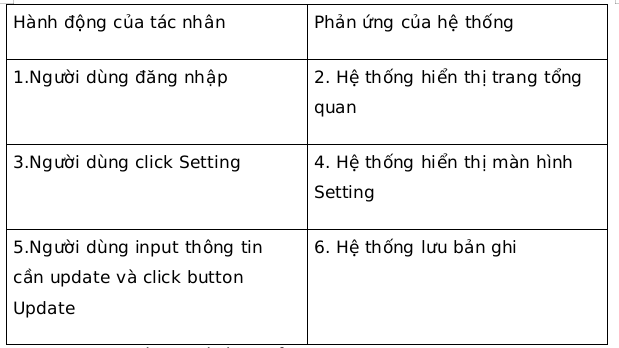 Hành động của tác nhân
Phản ứng của hệ thống
1.Người dùng đăng nhập
2. Hệ thống hiển thị trang tổng
quan
3.Người dùng click Setting
4. Hệ thống hiển thị màn hình
Setting
5.Người dùng input thông tin
cần update và click button
Update
6. Hệ thống lưu bản ghi